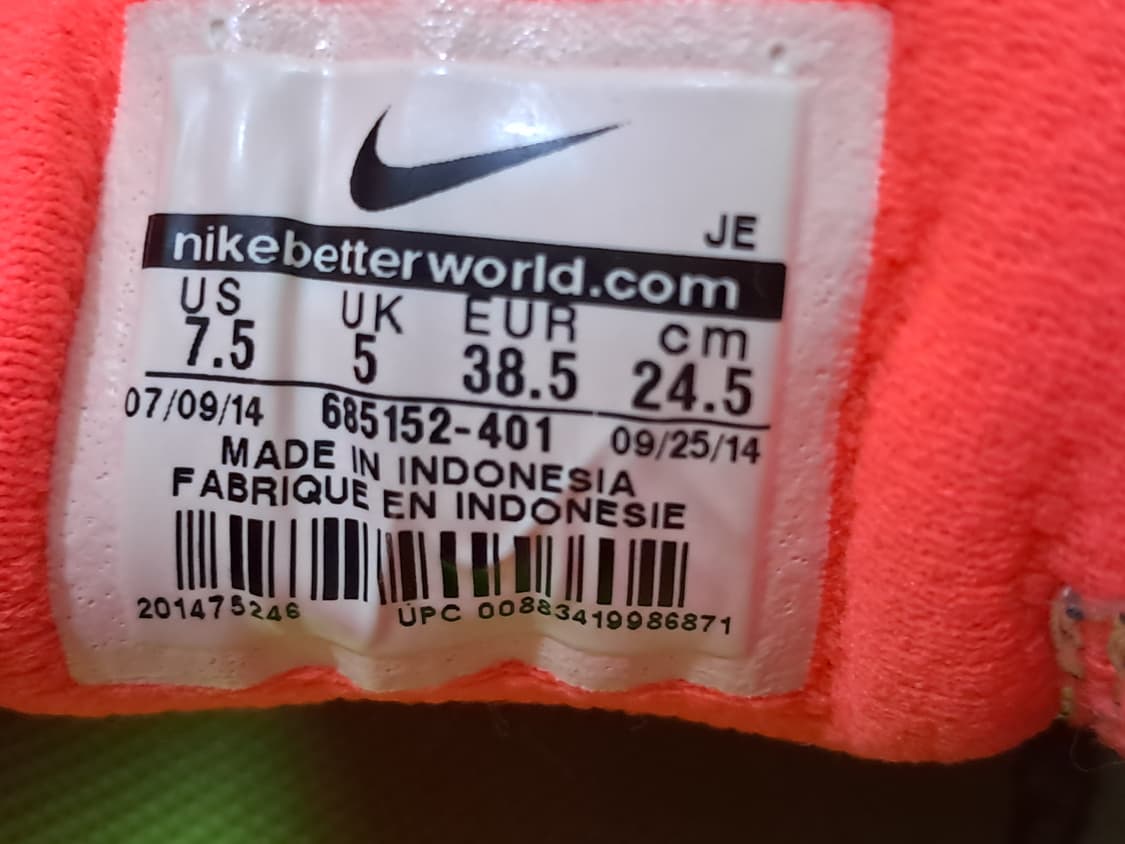 JE
nikebetterworld.com
US UK EUR cm
7.5 5 38.5 24.5
07/09/14 685152-401 09/25/14
MADE IN INDONESIA
FABRIQUE EN INDONESIE
201475246 UPC 00883419986871